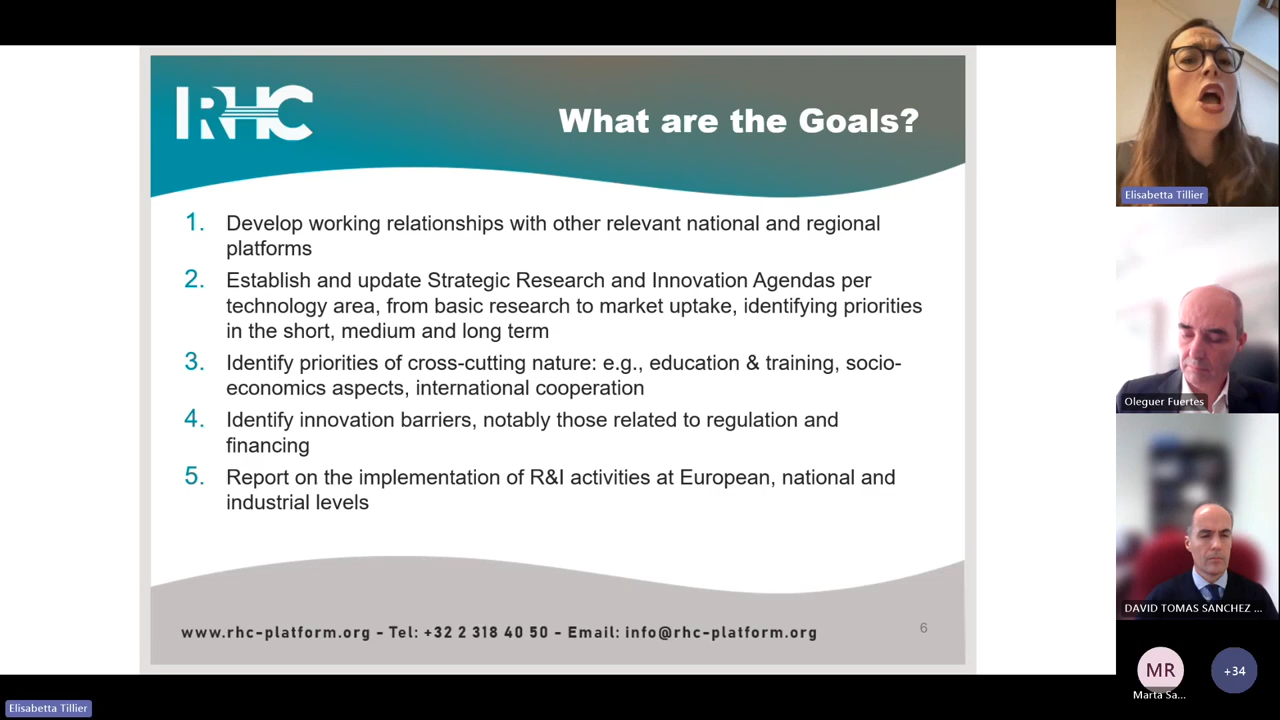 RHC
What are the Goals?
1. Develop working relationships with other relevant national and regional
platforms
2. Establish and update Strategic Research and Innovation Agendas per
technology area, from basic research to market uptake, identifying priorities
in the short, medium and long term
3. Identify priorities of cross-cutting nature: e.g., education & training, socio-
economics aspects, international cooperation
4. Identify innovation barriers, notably those related to regulation and
financing
5. Report on the implementation of R&I activities at European, national and
industrial levels
www.rhc-platform.org - Tel: +32 2 318 40 50 - Email: info@rhc-platform.org
6
Elisabetta Tillier
Oleguer Fuertes
DAVID TOMAS SANCHEZ ...
MR
Marta Sa...
+34
Elisabetta Tillier